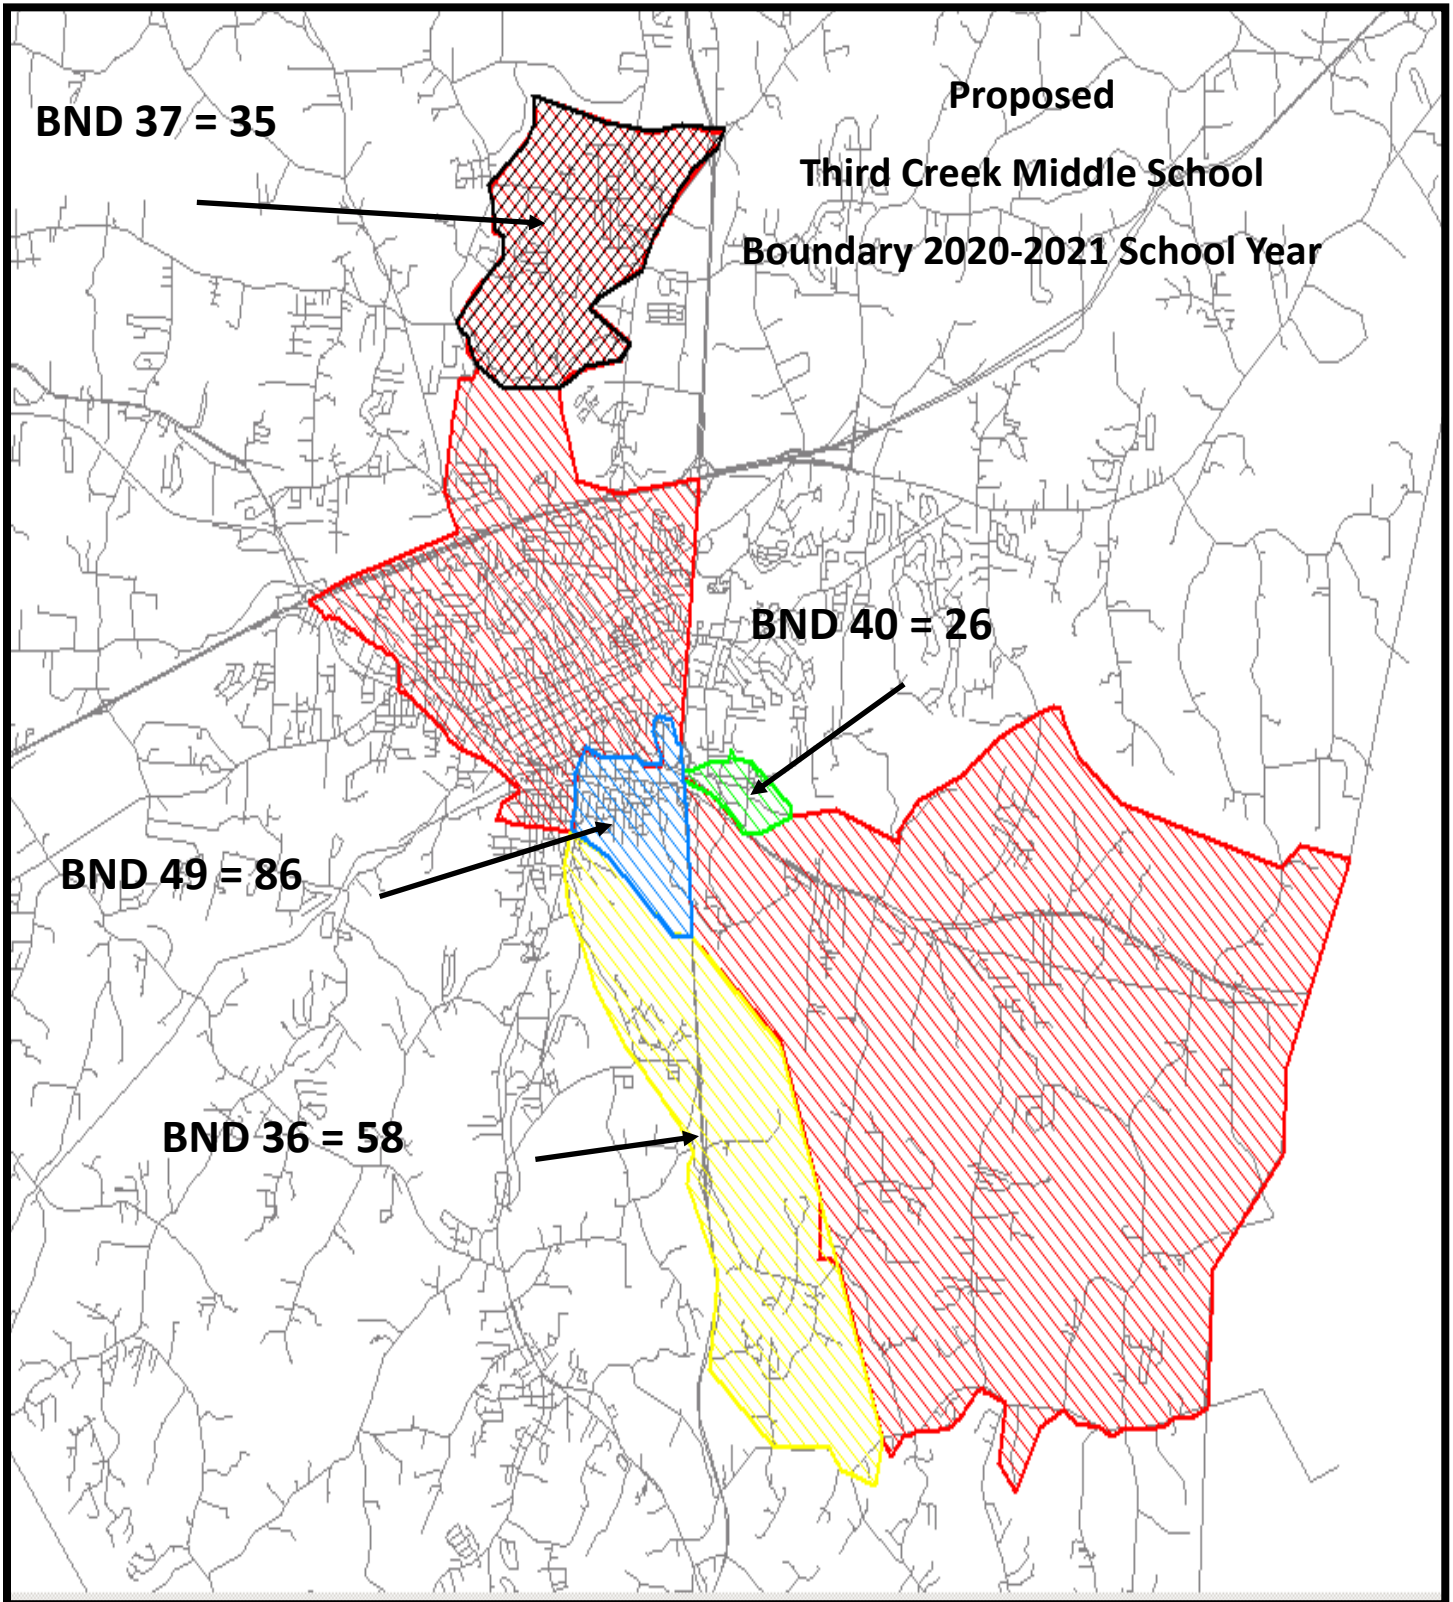 Proposed
Third Creek Middle School
Boundary 2020-2021 School Year
BND 37 = 35
BND 40 = 26
BND 49 = 86
BND 36 = 58